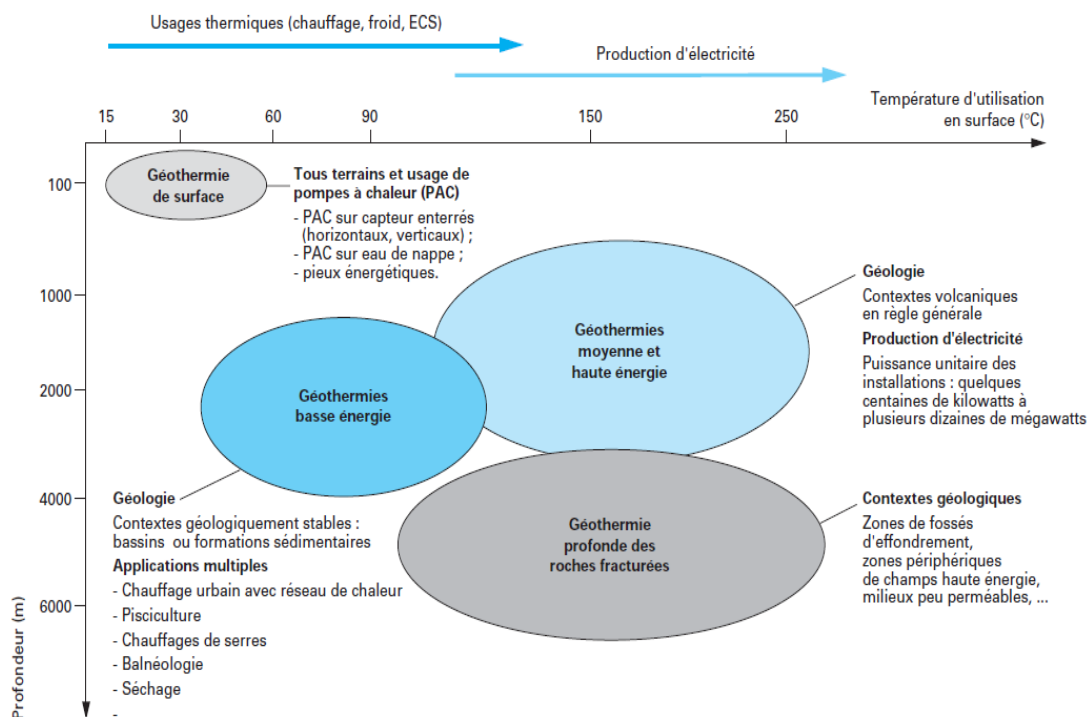 Usages thermiques (chauffage, froid, ECS)
Production d'électricité
Température d'utilisation
en surface (°C)
15 30 60 90 150 250
100
1000
2000
4000
6000
Profondeur (m)
Géothermie
de surface
Tous terrains et usage de
pompes à chaleur (PAC)
- PAC sur capteur enterrés
(horizontaux, verticaux) ;
- PAC sur eau de nappe ;
- pieux énergétiques.
Géothermies
moyenne et
haute énergie
Géologie
Contextes volcaniques
en règle générale
Production d'électricité
Puissance unitaire des
installations : quelques
centaines de kilowatts à
plusieurs dizaines de mégawatts
Géothermies
basse énergie
Géologie
Contextes géologiquement stables :
bassins ou formations sédimentaires
Applications multiples
- Chauffage urbain avec réseau de chaleur
- Pisciculture
- Chauffages de serres
- Balnéologie
- Séchage
-
Géothermie
profonde des
roches fracturées
Contextes géologiques
Zones de fossés
d'effondrement,
zones périphériques
de champs haute énergie,
milieux peu perméables, ...